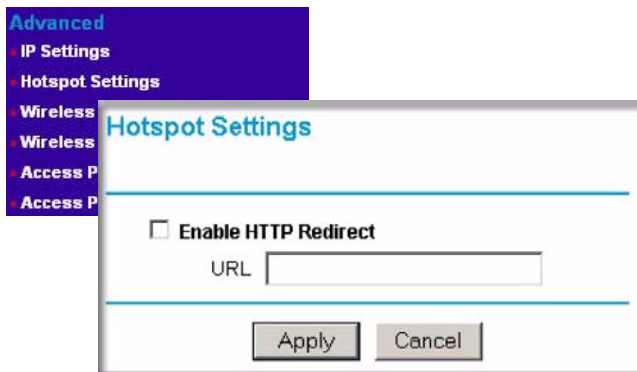 Advanced
IP Settings
Hotspot Settings
Wireless
Wireless
Access P
Access P
Hotspot Settings
Enable HTTP Redirect
URL
Apply
Cancel